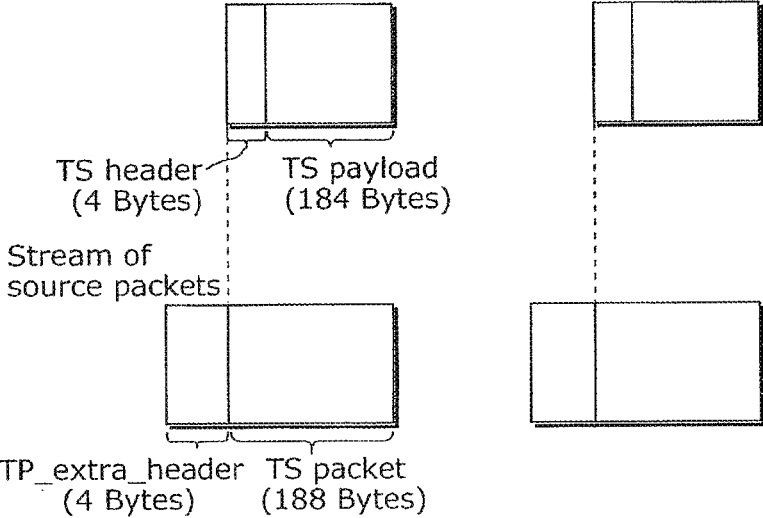 TS header
(4 Bytes)
TS payload
(184 Bytes)
Stream of
source packets
TP_extra_header
(4 Bytes)
TS packet
(188 Bytes)